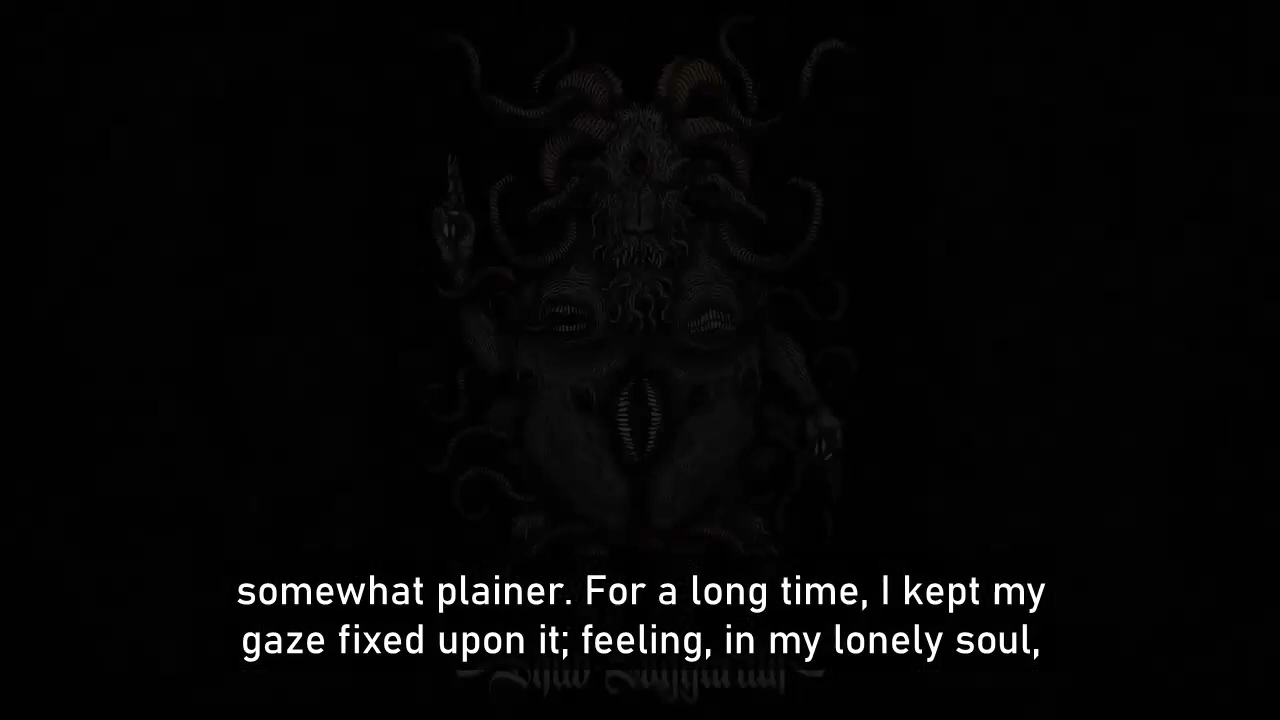 somewhat plainer. For a long time, I kept my
gaze fixed upon it; feeling, in my lonely soul,